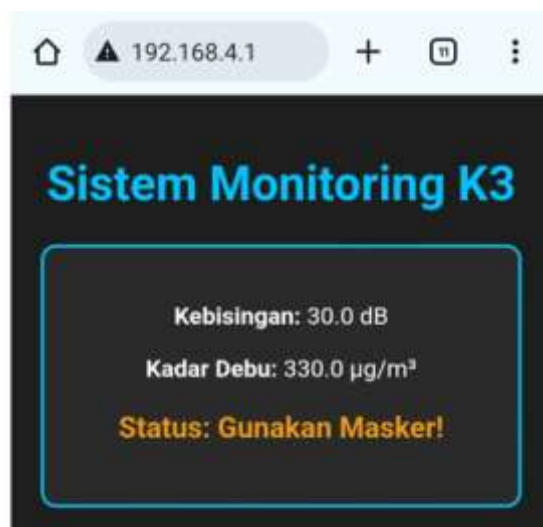 192.168.4.1
11
Sistem Monitoring K3
Kebisingan: 30.0 dB
Kadar Debu: 330.0 µg/m³
Status: Gunakan Masker!